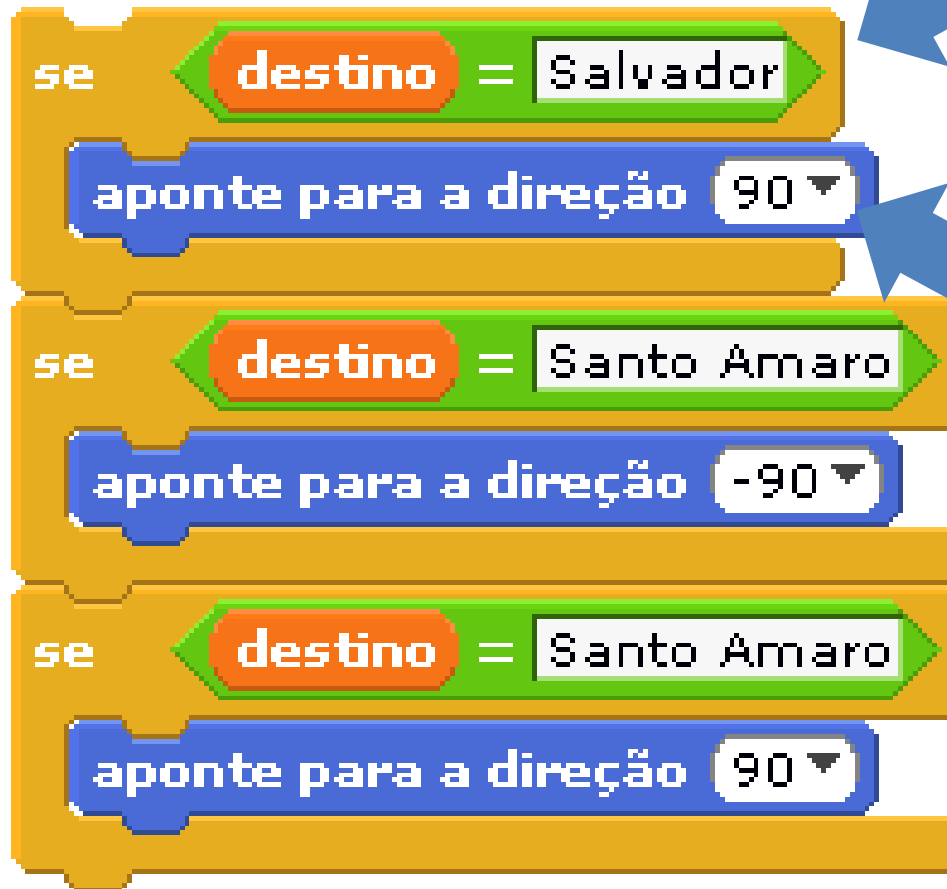 se destino = Salvador
aponte para a direção 90
se destino = Santo Amaro
aponte para a direção -90
se destino = Santo Amaro
aponte para a direção 90